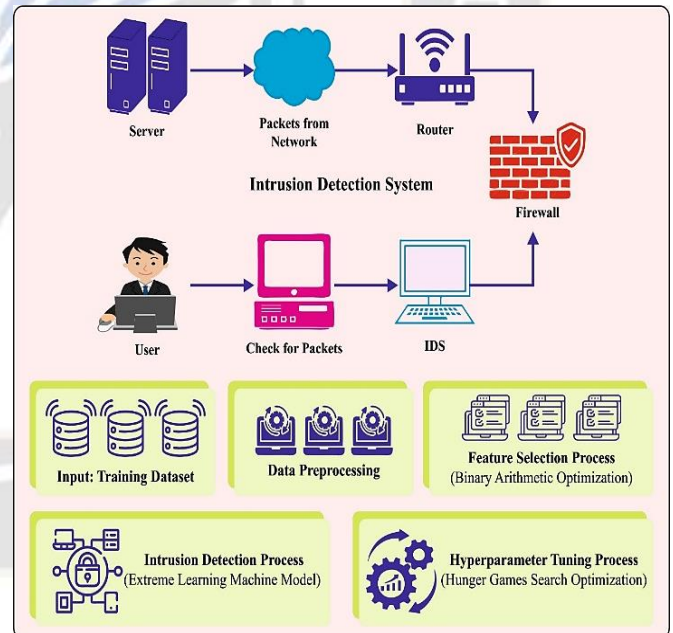 Server
Packets from
Network
Router
Intrusion Detection System
Firewall
User
Check for Packets
IDS
Input: Training Dataset
Data Preprocessing
Feature Selection Process
(Binary Arithmetic Optimization)
Intrusion Detection Process
(Extreme Learning Machine Model)
Hyperparameter Tuning Process
(Hunger Games Search Optimization)